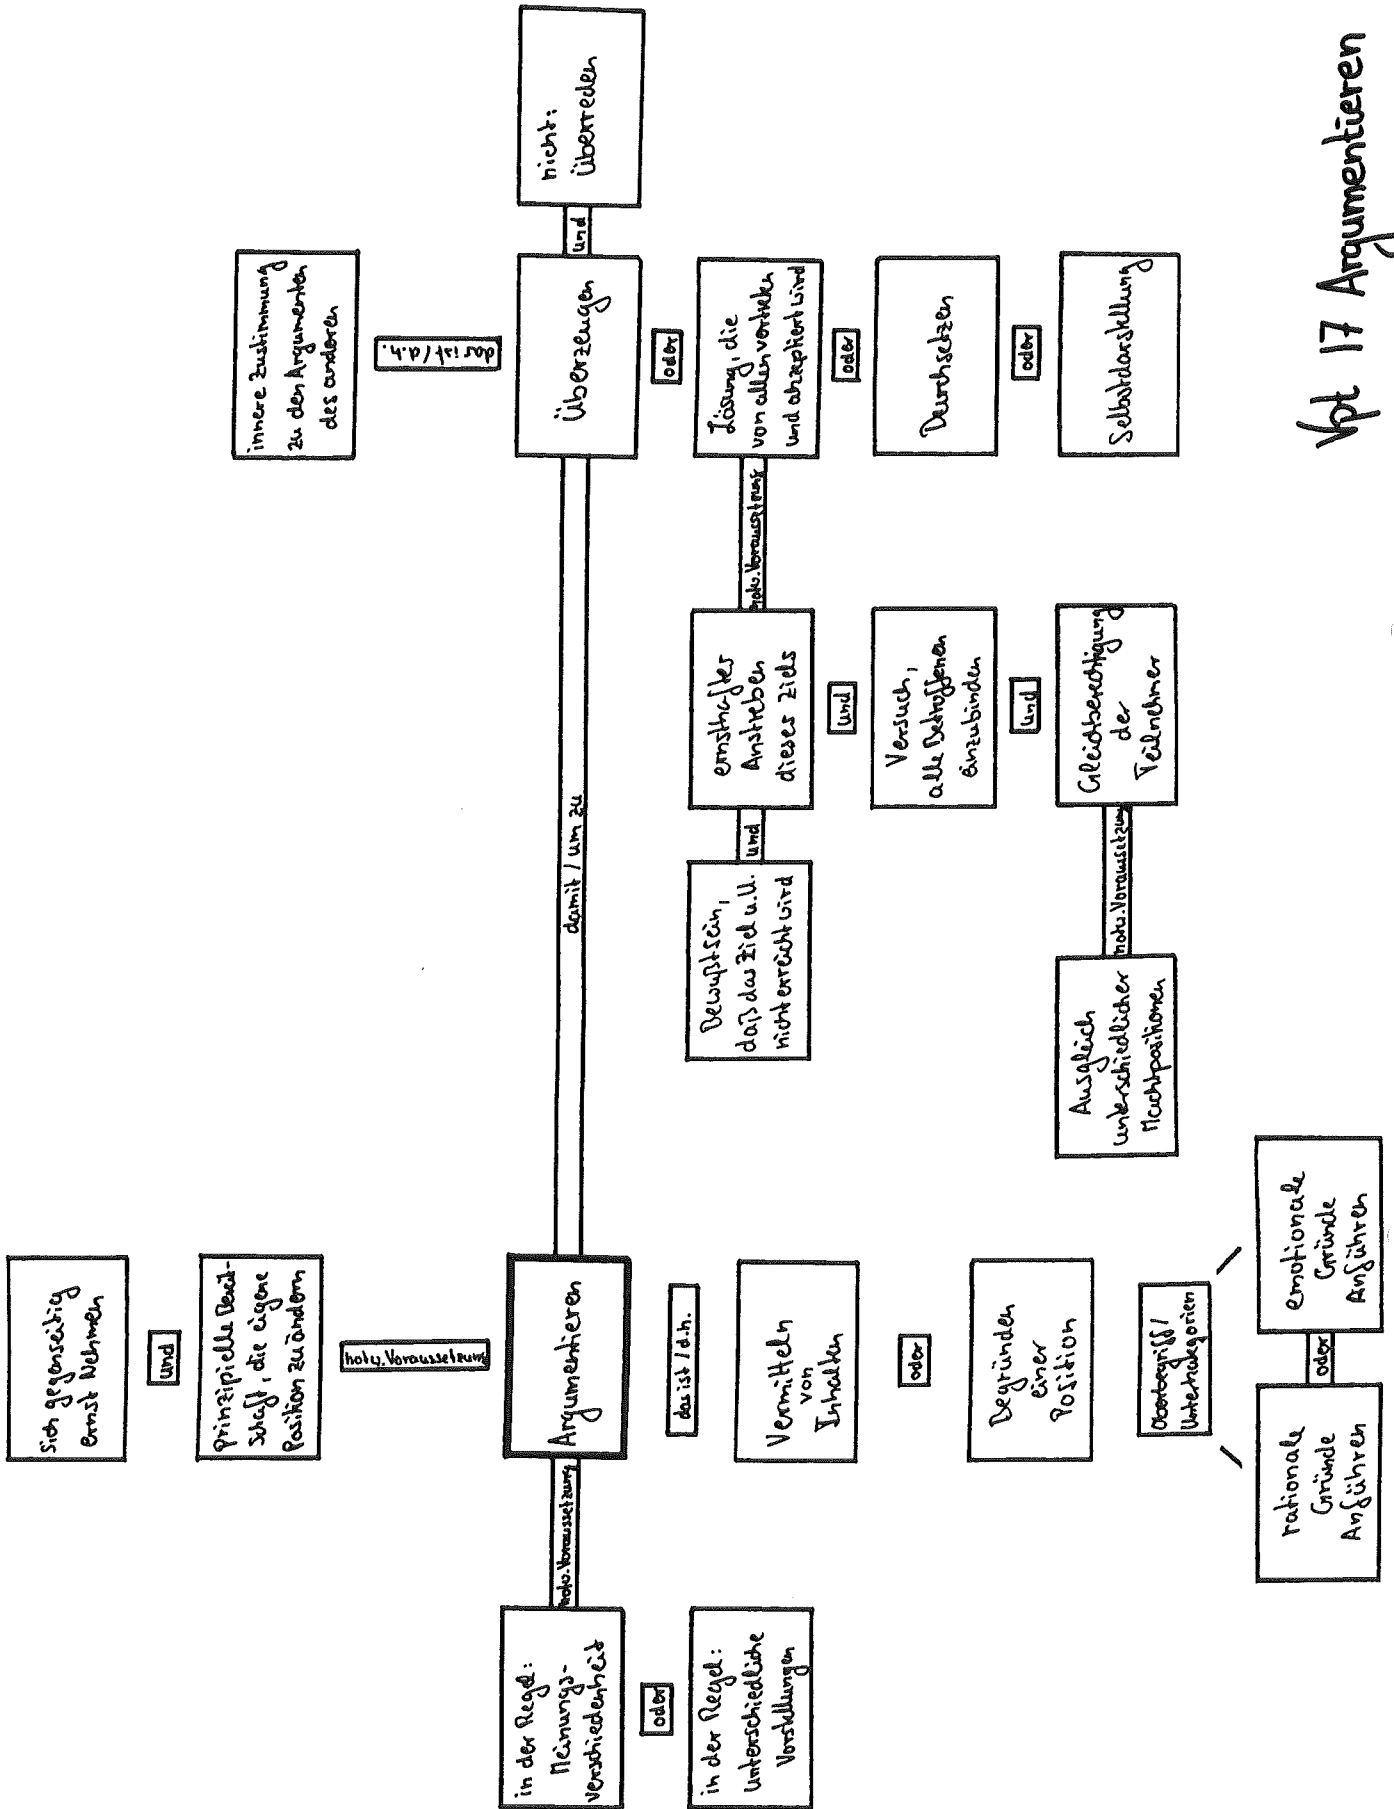 sich gegenseitig
ernst Nehmen
und
prinzipielle Bereit-
schaft, die eigene
Position zu ändern
notw. Voraussetzung
innere Zustimmung
zu den Argumenten
des anderen
das ist / d.h.
in der Regel:
Meinungs-
verschiedenheit
notw. Voraussetzung
Argumentieren
damit / um zu
Überzeugen
und
nicht:
Überreden
oder
in der Regel:
unterschiedliche
Vorstellungen
das ist / d.h.
Vermitteln
von
Inhalten
oder
Begründen
einer
Position
Oberbegriff/
Unterkategorien
rationale
Gründe
Anführen
oder
emotionale
Gründe
Anführen
oder
Lösung, die
von allen vertreten
und akzeptiert wird
notw. Voraussetzung
ernsthaftes
Anstreben
dieses Ziels
und
Bewußtsein,
daß das Ziel u.U.
nicht erreicht wird
und
Versuch,
alle Betroffenen
einzubinden
und
Gleichberechtigung
der
Teilnehmer
notw. Voraussetzung
Ausgleich
unterschiedlicher
Machtpositionen
oder
Durchsetzen
oder
Selbstdarstellung
Vpt 17 Argumentieren